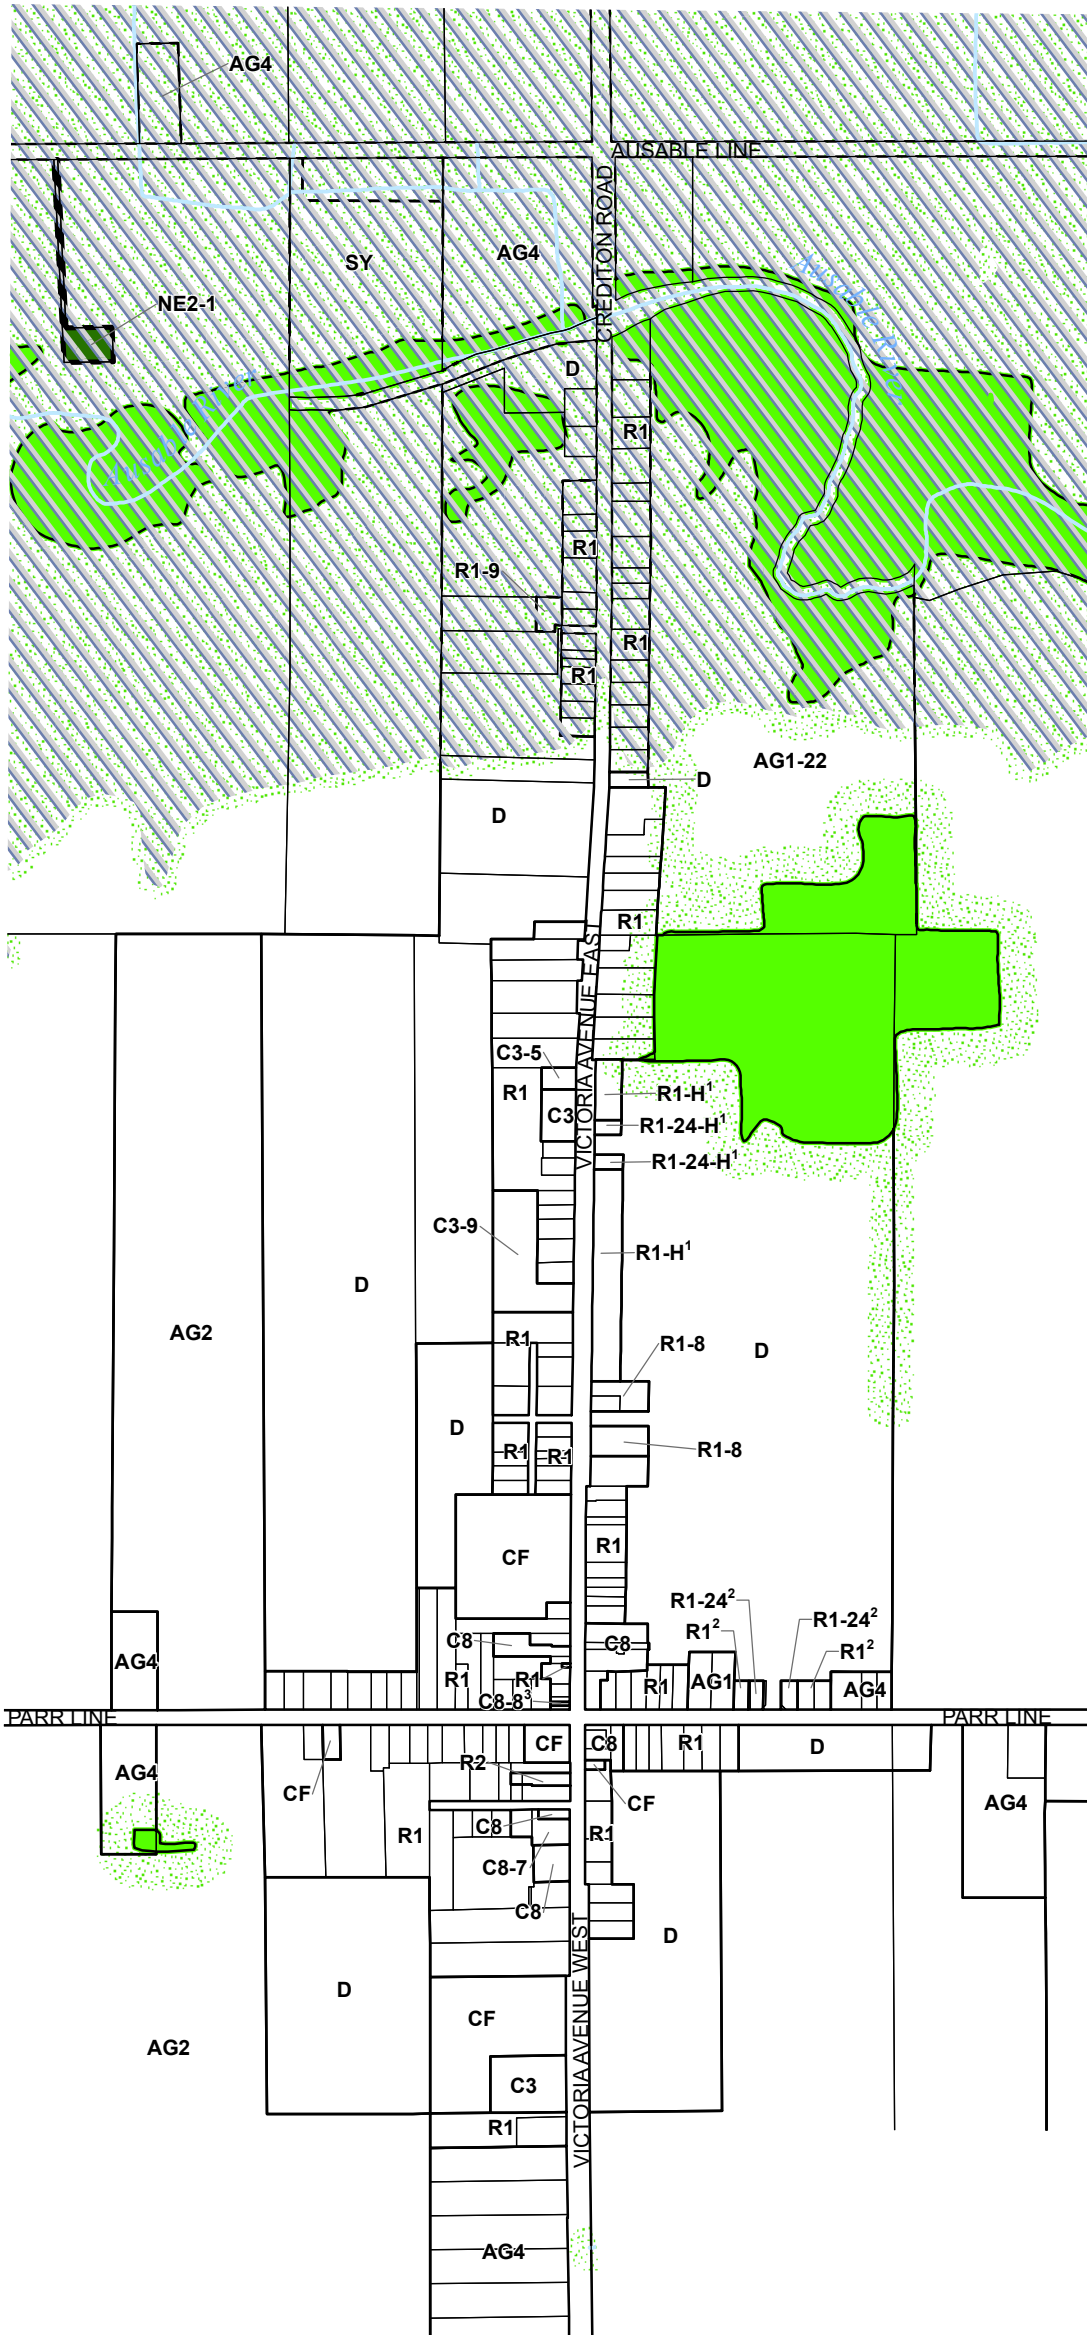 AG4
AUSABLE LINE
CREDITON ROAD
SY
AG4
Ausable River
NE2-1
D
Ausable River
R1
R1
R1-9
R1
R1
AG1-22
D
D
R1
VICTORIA AVENUE EAST
C3-5
R1
C3
R1-H¹
R1-24-H¹
R1-24-H¹
C3-9
R1-H¹
D
AG2
R1
R1-8
D
D
R1
R1
R1-8
CF
R1
R1-24²
R1-24²
R1²
R1²
C8
C8
AG4
R1
R1
R1
AG1
AG4
C8-8³
PARR LINE
PARR LINE
CF
C8
R1
D
R2
AG4
CF
CF
AG4
C8
R1
R1
C8-7
C8
D
D
VICTORIA AVENUE WEST
CF
AG2
C3
R1
AG4